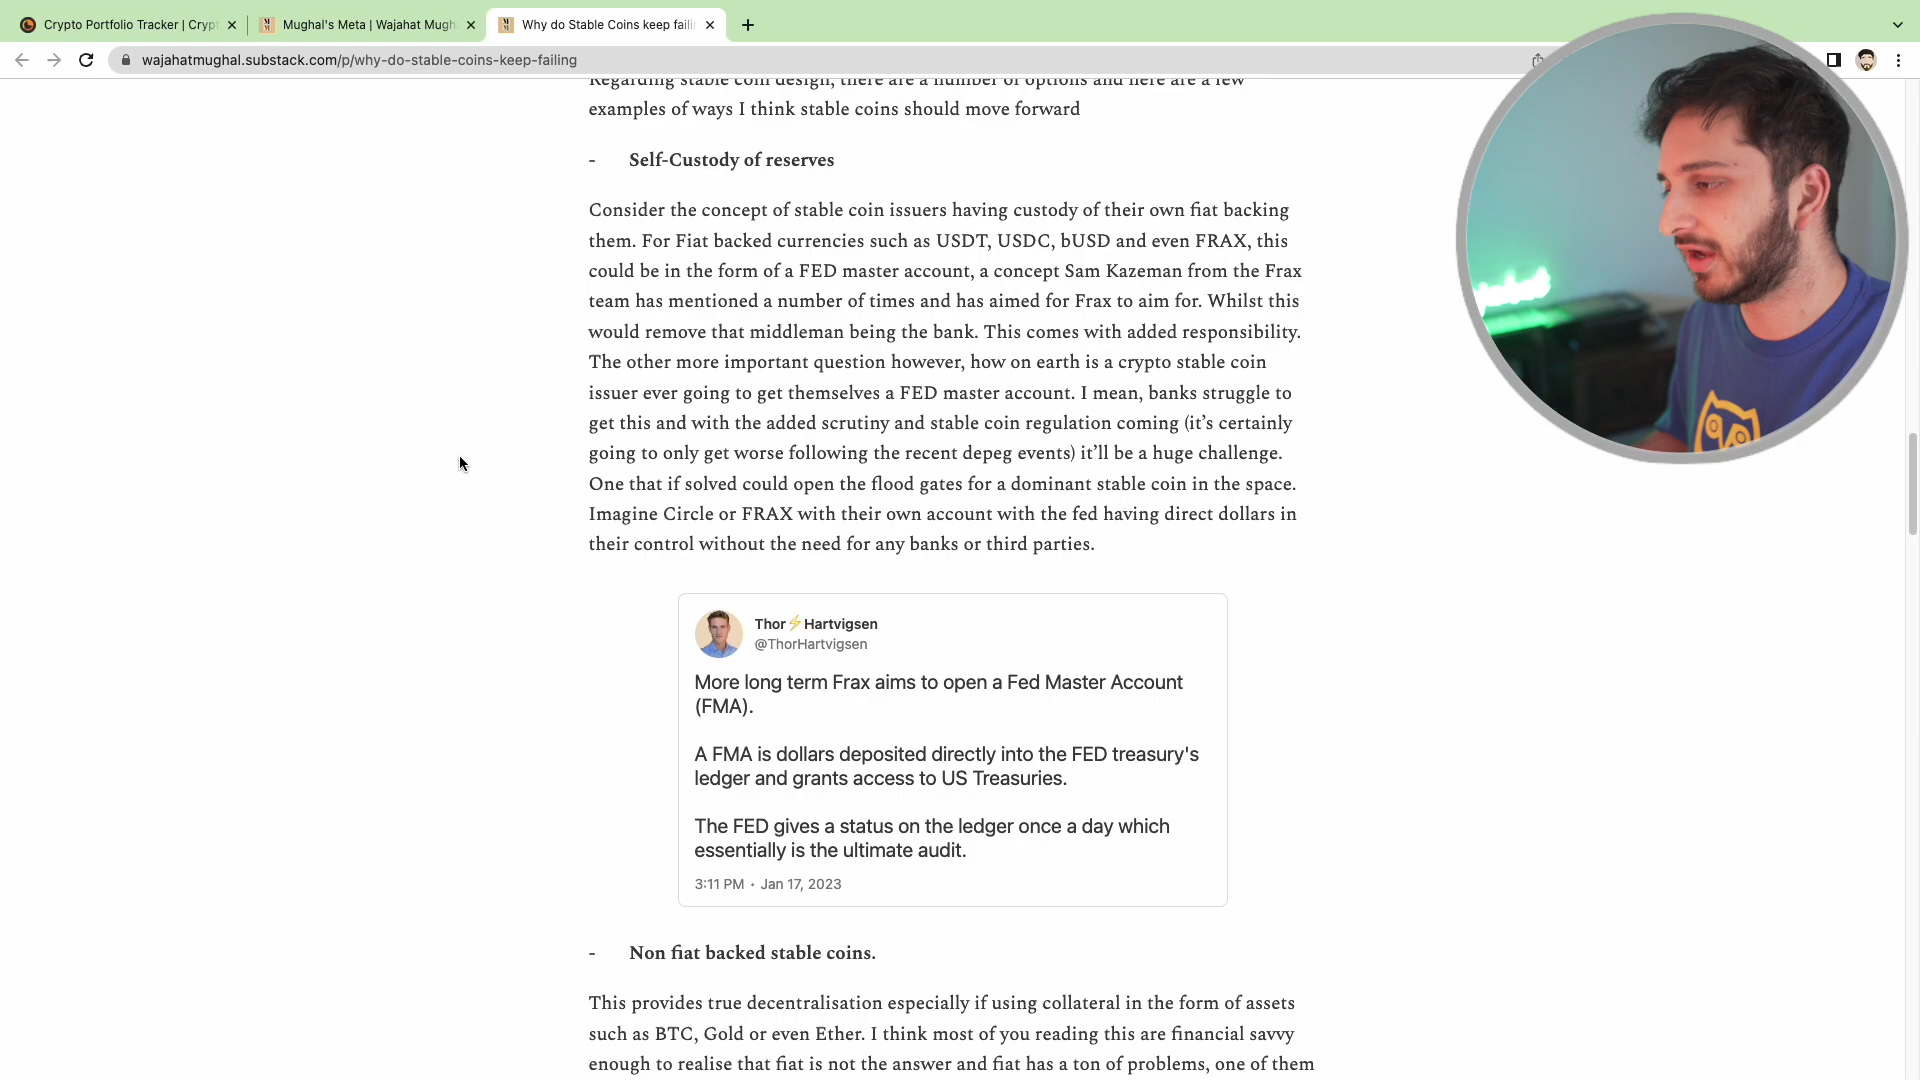 Crypto Portfolio Tracker | Crypt
Mughal's Meta | Wajahat Mugh
Why do Stable Coins keep failin
wajahatmughal.substack.com/p/why-do-stable-coins-keep-failing
Regarding stable coin design, there are a number of options and here are a few
examples of ways I think stable coins should move forward
- Self-Custody of reserves
Consider the concept of stable coin issuers having custody of their own fiat backing
them. For Fiat backed currencies such as USDT, USDC, bUSD and even FRAX, this
could be in the form of a FED master account, a concept Sam Kazeman from the Frax
team has mentioned a number of times and has aimed for Frax to aim for. Whilst this
would remove that middleman being the bank. This comes with added responsibility.
The other more important question however, how on earth is a crypto stable coin
issuer ever going to get themselves a FED master account. I mean, banks struggle to
get this and with the added scrutiny and stable coin regulation coming (it’s certainly
going to only get worse following the recent depeg events) it’ll be a huge challenge.
One that if solved could open the flood gates for a dominant stable coin in the space.
Imagine Circle or FRAX with their own account with the fed having direct dollars in
their control without the need for any banks or third parties.
Thor⚡Hartvigsen
@ThorHartvigsen
More long term Frax aims to open a Fed Master Account
(FMA).
A FMA is dollars deposited directly into the FED treasury's
ledger and grants access to US Treasuries.
The FED gives a status on the ledger once a day which
essentially is the ultimate audit.
3:11 PM · Jan 17, 2023
- Non fiat backed stable coins.
This provides true decentralisation especially if using collateral in the form of assets
such as BTC, Gold or even Ether. I think most of you reading this are financial savvy
enough to realise that fiat is not the answer and fiat has a ton of problems, one of them